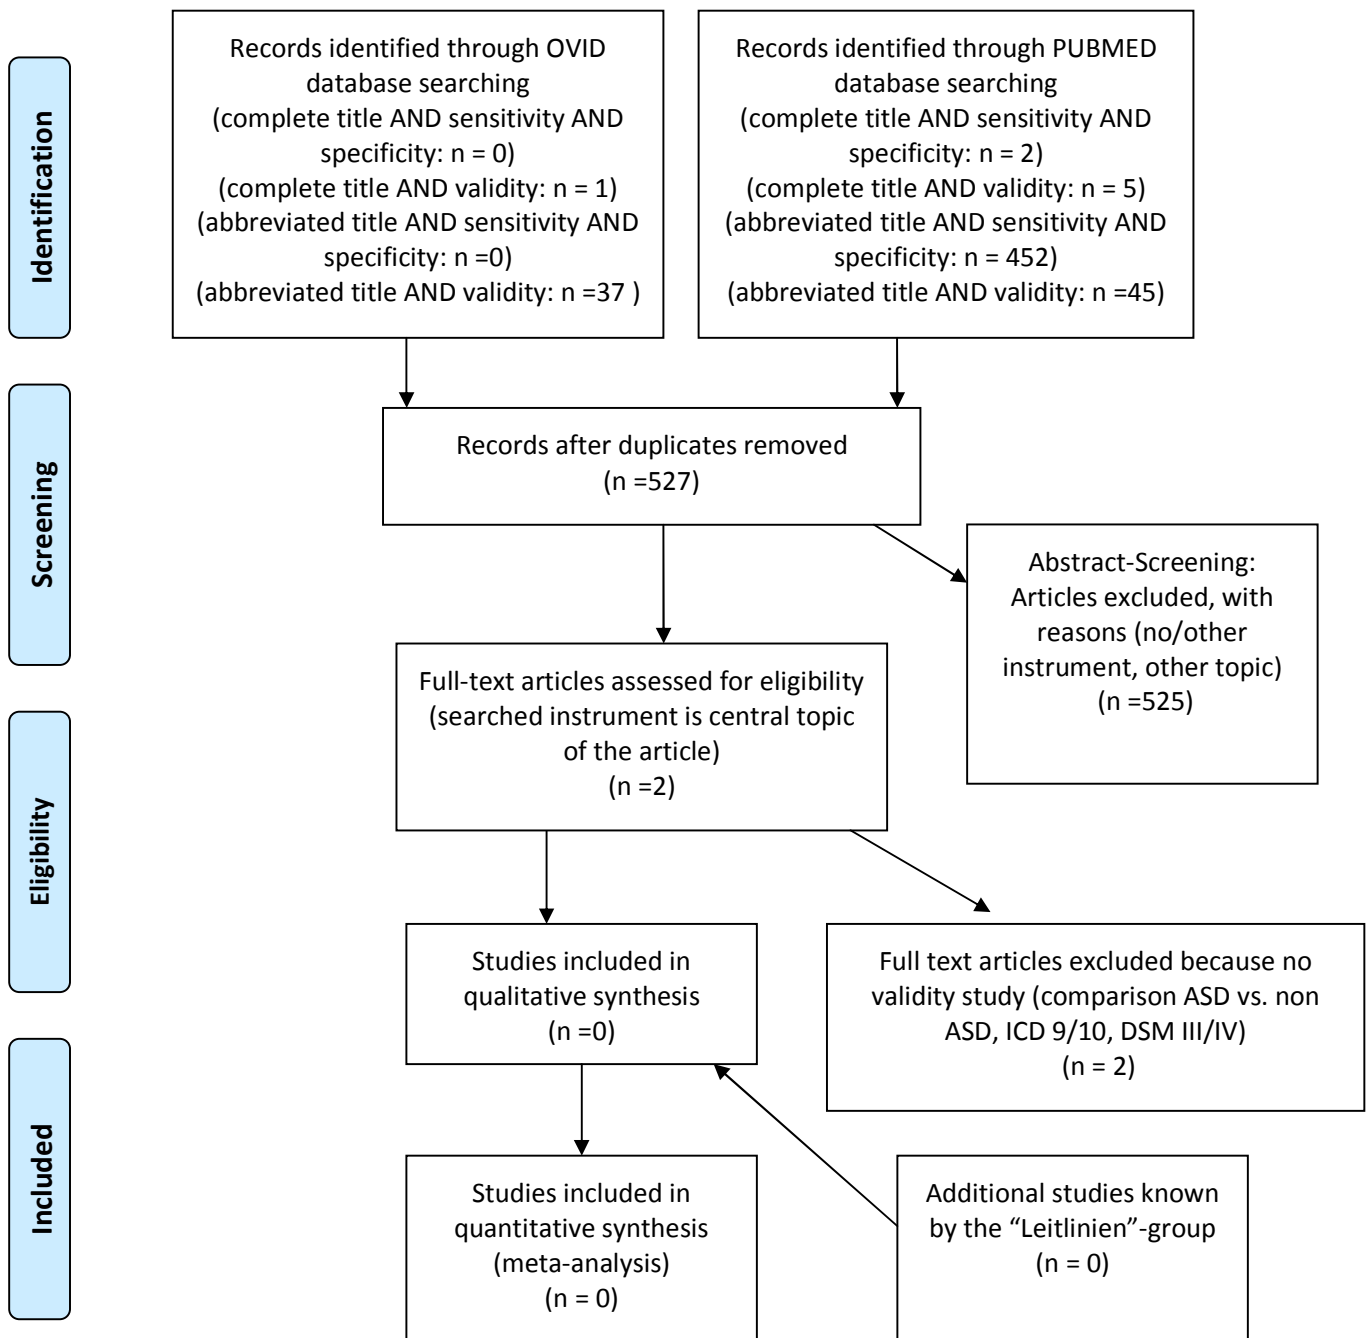 Identification
Records identified through OVID
database searching
(complete title AND sensitivity AND
specificity: n = 0)
(complete title AND validity: n = 1)
(abbreviated title AND sensitivity AND
specificity: n =0)
(abbreviated title AND validity: n =37 )
Records identified through PUBMED
database searching
(complete title AND sensitivity AND
specificity: n = 2)
(complete title AND validity: n = 5)
(abbreviated title AND sensitivity AND
specificity: n = 452)
(abbreviated title AND validity: n =45)
Screening
Records after duplicates removed
(n =527)
Abstract-Screening:
Articles excluded, with
reasons (no/other
instrument, other topic)
(n =525)
Eligibility
Full-text articles assessed for eligibility
(searched instrument is central topic
of the article)
(n =2)
Studies included in
qualitative synthesis
(n =0)
Full text articles excluded because no
validity study (comparison ASD vs. non
ASD, ICD 9/10, DSM III/IV)
(n = 2)
Included
Studies included in
quantitative synthesis
(meta-analysis)
(n = 0)
Additional studies known
by the “Leitlinien”-group
(n = 0)